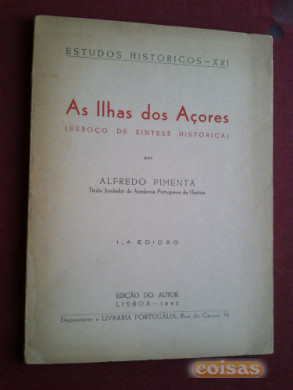 ESTUDOS HISTÓRICOS—XXI
As Ilhas dos Açores
(ESBOÇO DE SÍNTESE HISTÓRICA)
por
ALFREDO PIMENTA
Titular fundador da Academia Portuguesa da História
1.ª EDIÇÃO
EDIÇÃO DO AUTOR
LISBOA—1943
Depositária a LIVRARIA PORTUGÁLIA, Rua do Carmo, 75
coisas